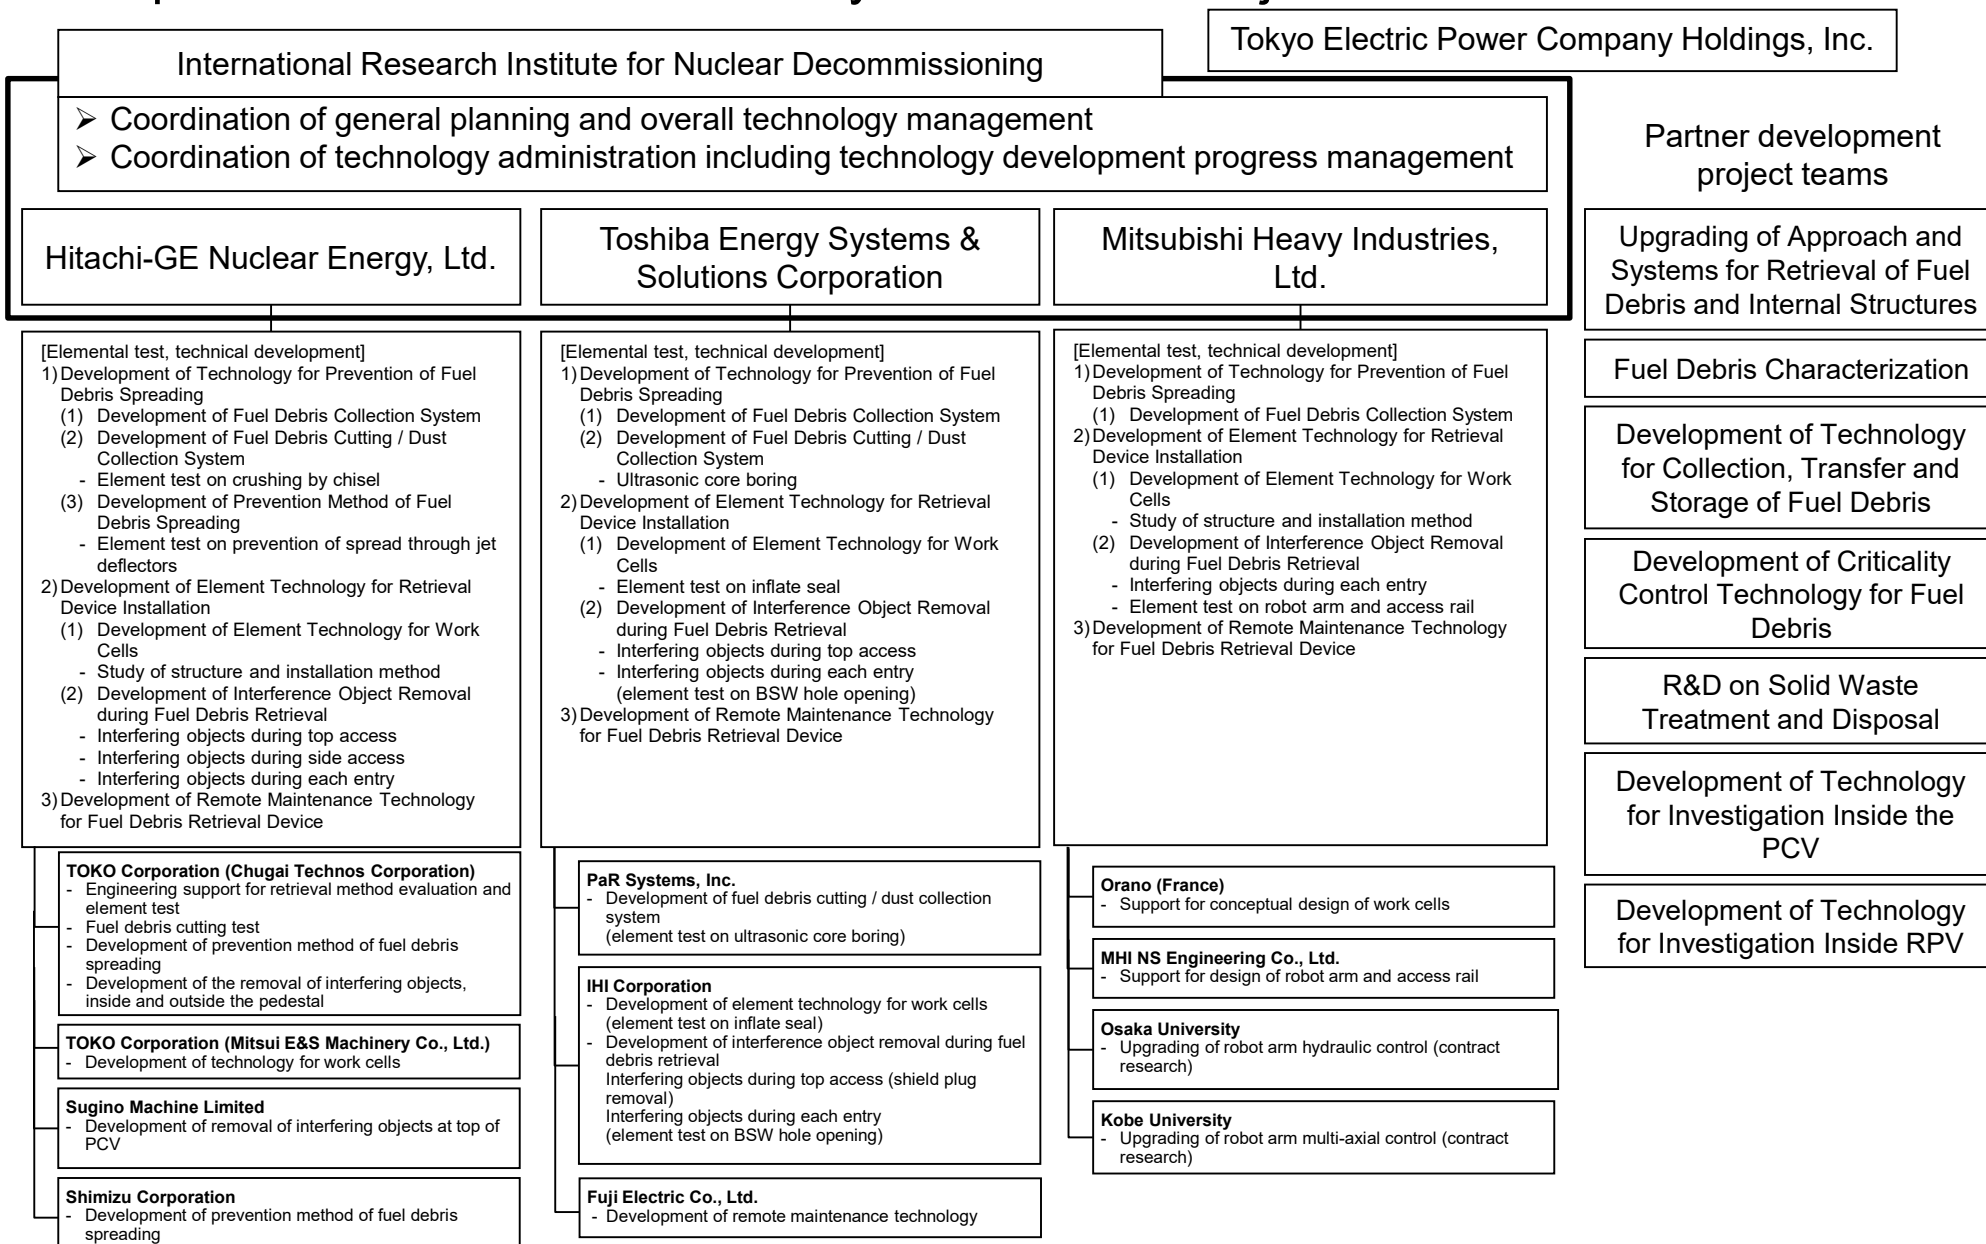 Tokyo Electric Power Company Holdings, Inc.
International Research Institute for Nuclear Decommissioning
➢ Coordination of general planning and overall technology management
➢ Coordination of technology administration including technology development progress management
Hitachi-GE Nuclear Energy, Ltd.
[Elemental test, technical development]
1) Development of Technology for Prevention of Fuel
Debris Spreading
(1) Development of Fuel Debris Collection System
(2) Development of Fuel Debris Cutting / Dust
Collection System
- Element test on crushing by chisel
(3) Development of Prevention Method of Fuel
Debris Spreading
- Element test on prevention of spread through jet
deflectors
2) Development of Element Technology for Retrieval
Device Installation
(1) Development of Element Technology for Work
Cells
- Study of structure and installation method
(2) Development of Interference Object Removal
during Fuel Debris Retrieval
- Interfering objects during top access
- Interfering objects during side access
- Interfering objects during each entry
3) Development of Remote Maintenance Technology
for Fuel Debris Retrieval Device
TOKO Corporation (Chugai Technos Corporation)
- Engineering support for retrieval method evaluation and
element test
- Fuel debris cutting test
- Development of prevention method of fuel debris
spreading
- Development of the removal of interfering objects,
inside and outside the pedestal
TOKO Corporation (Mitsui E&S Machinery Co., Ltd.)
- Development of technology for work cells
Sugino Machine Limited
- Development of removal of interfering objects at top of
PCV
Shimizu Corporation
- Development of prevention method of fuel debris
spreading
Toshiba Energy Systems &
Solutions Corporation
[Elemental test, technical development]
1) Development of Technology for Prevention of Fuel
Debris Spreading
(1) Development of Fuel Debris Collection System
(2) Development of Fuel Debris Cutting / Dust
Collection System
- Ultrasonic core boring
2) Development of Element Technology for Retrieval
Device Installation
(1) Development of Element Technology for Work
Cells
- Element test on inflate seal
(2) Development of Interference Object Removal
during Fuel Debris Retrieval
- Interfering objects during top access
- Interfering objects during each entry
(element test on BSW hole opening)
3) Development of Remote Maintenance Technology
for Fuel Debris Retrieval Device
PaR Systems, Inc.
- Development of fuel debris cutting / dust collection
system
(element test on ultrasonic core boring)
IHI Corporation
- Development of element technology for work cells
(element test on inflate seal)
- Development of interference object removal during fuel
debris retrieval
Interfering objects during top access (shield plug
removal)
Interfering objects during each entry
(element test on BSW hole opening)
Fuji Electric Co., Ltd.
- Development of remote maintenance technology
Mitsubishi Heavy Industries,
Ltd.
[Elemental test, technical development]
1) Development of Technology for Prevention of Fuel
Debris Spreading
(1) Development of Fuel Debris Collection System
2) Development of Element Technology for Retrieval
Device Installation
(1) Development of Element Technology for Work
Cells
- Study of structure and installation method
(2) Development of Interference Object Removal
during Fuel Debris Retrieval
- Interfering objects during each entry
- Element test on robot arm and access rail
3) Development of Remote Maintenance Technology
for Fuel Debris Retrieval Device
Orano (France)
- Support for conceptual design of work cells
MHI NS Engineering Co., Ltd.
- Support for design of robot arm and access rail
Osaka University
- Upgrading of robot arm hydraulic control (contract
research)
Kobe University
- Upgrading of robot arm multi-axial control (contract
research)
Partner development
project teams
Upgrading of Approach and
Systems for Retrieval of Fuel
Debris and Internal Structures
Fuel Debris Characterization
Development of Technology
for Collection, Transfer and
Storage of Fuel Debris
Development of Criticality
Control Technology for Fuel
Debris
R&D on Solid Waste
Treatment and Disposal
Development of Technology
for Investigation Inside the
PCV
Development of Technology
for Investigation Inside RPV